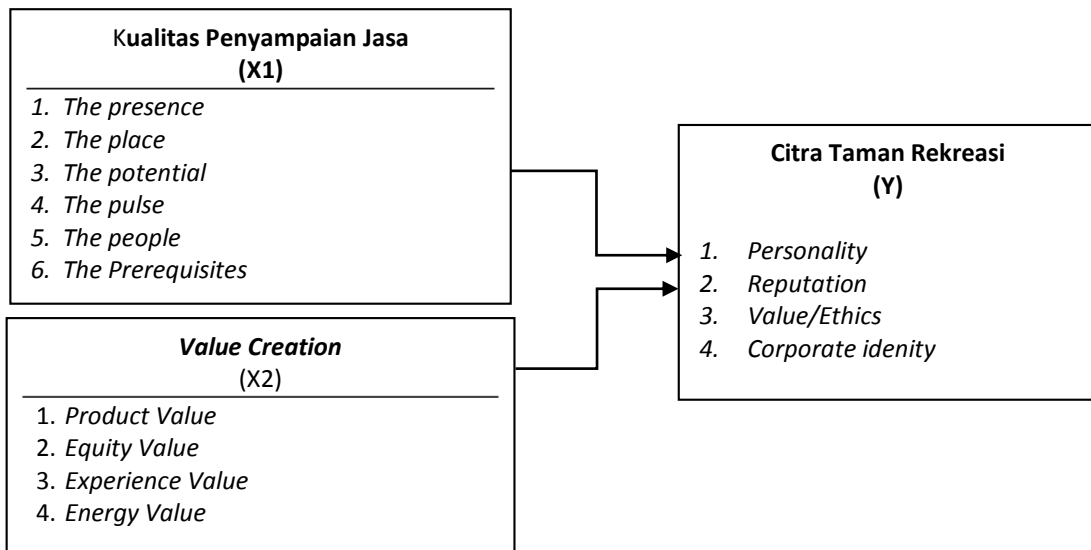 Kualitas Penyampaian Jasa
(X1)
1. The presence
2. The place
3. The potential
4. The pulse
5. The people
6. The Prerequisites
Value Creation
(X2)
1. Product Value
2. Equity Value
3. Experience Value
4. Energy Value
Citra Taman Rekreasi
(Y)
1. Personality
2. Reputation
3. Value/Ethics
4. Corporate idenity